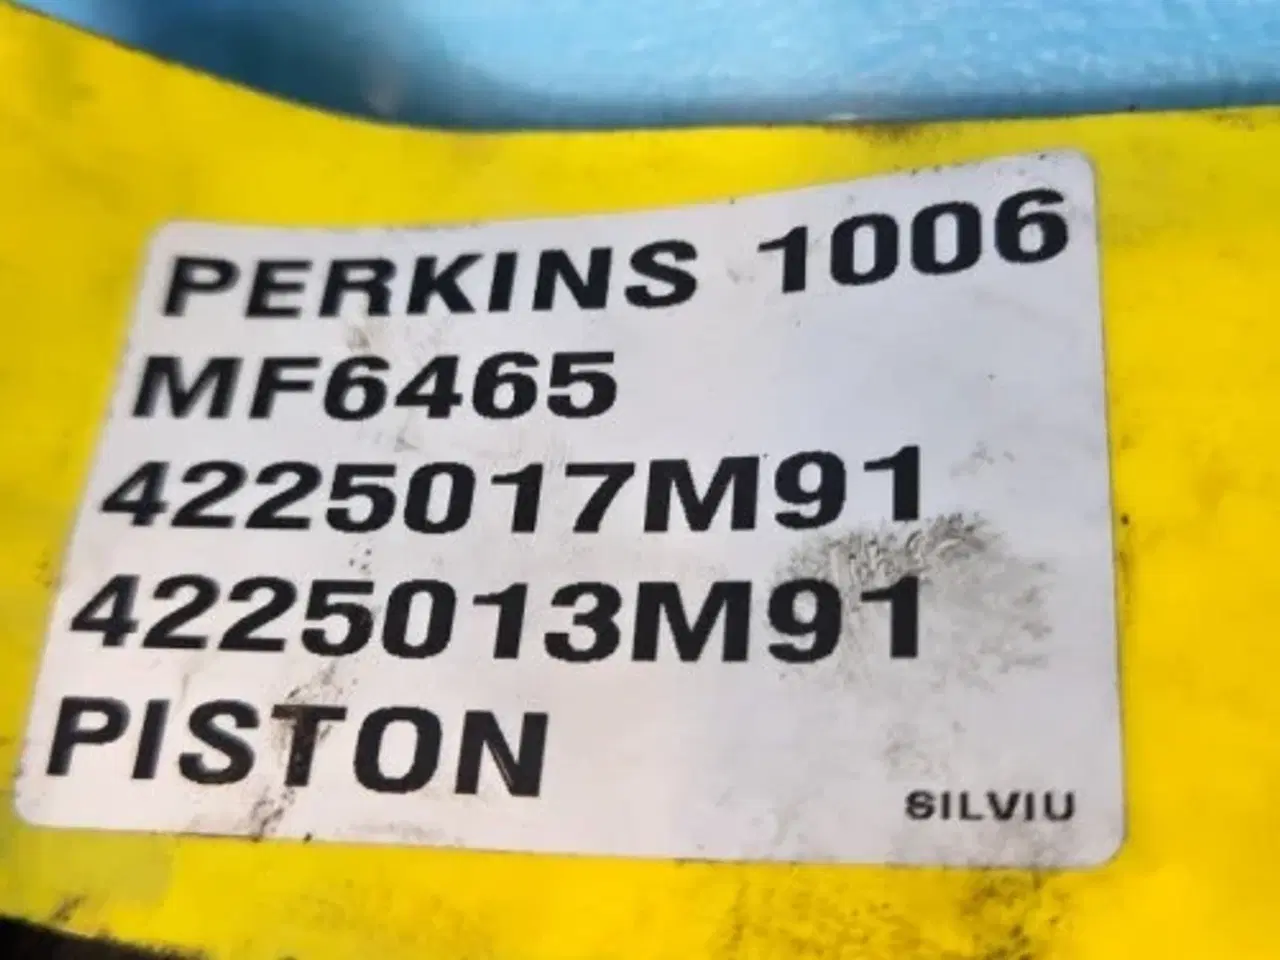 PERKINS 1006
MF6465
4225017M91
4225013M91
PISTON
SILVIU